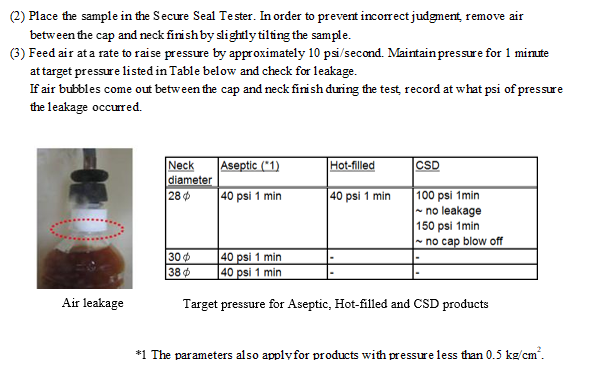 (2) Place the sample in the Secure Seal Tester. In order to prevent incorrect judgment, remove air
between the cap and neck finish by slightly tilting the sample.
(3) Feed air at a rate to raise pressure by approximately 10 psi/second. Maintain pressure for 1 minute
at target pressure listed in Table below and check for leakage.
If air bubbles come out between the cap and neck finish during the test, record at what psi of pressure
the leakage occurred.
Neck diameter Aseptic (*1) Hot-filled CSD
28 ϕ 40 psi 1 min 40 psi 1 min 100 psi 1min
~ no leakage
150 psi 1min
~ no cap blow off
30 ϕ 40 psi 1 min - -
38 ϕ 40 psi 1 min - -
Air leakage
Target pressure for Aseptic, Hot-filled and CSD products
*1 The parameters also apply for products with pressure less than 0.5 kg/cm².